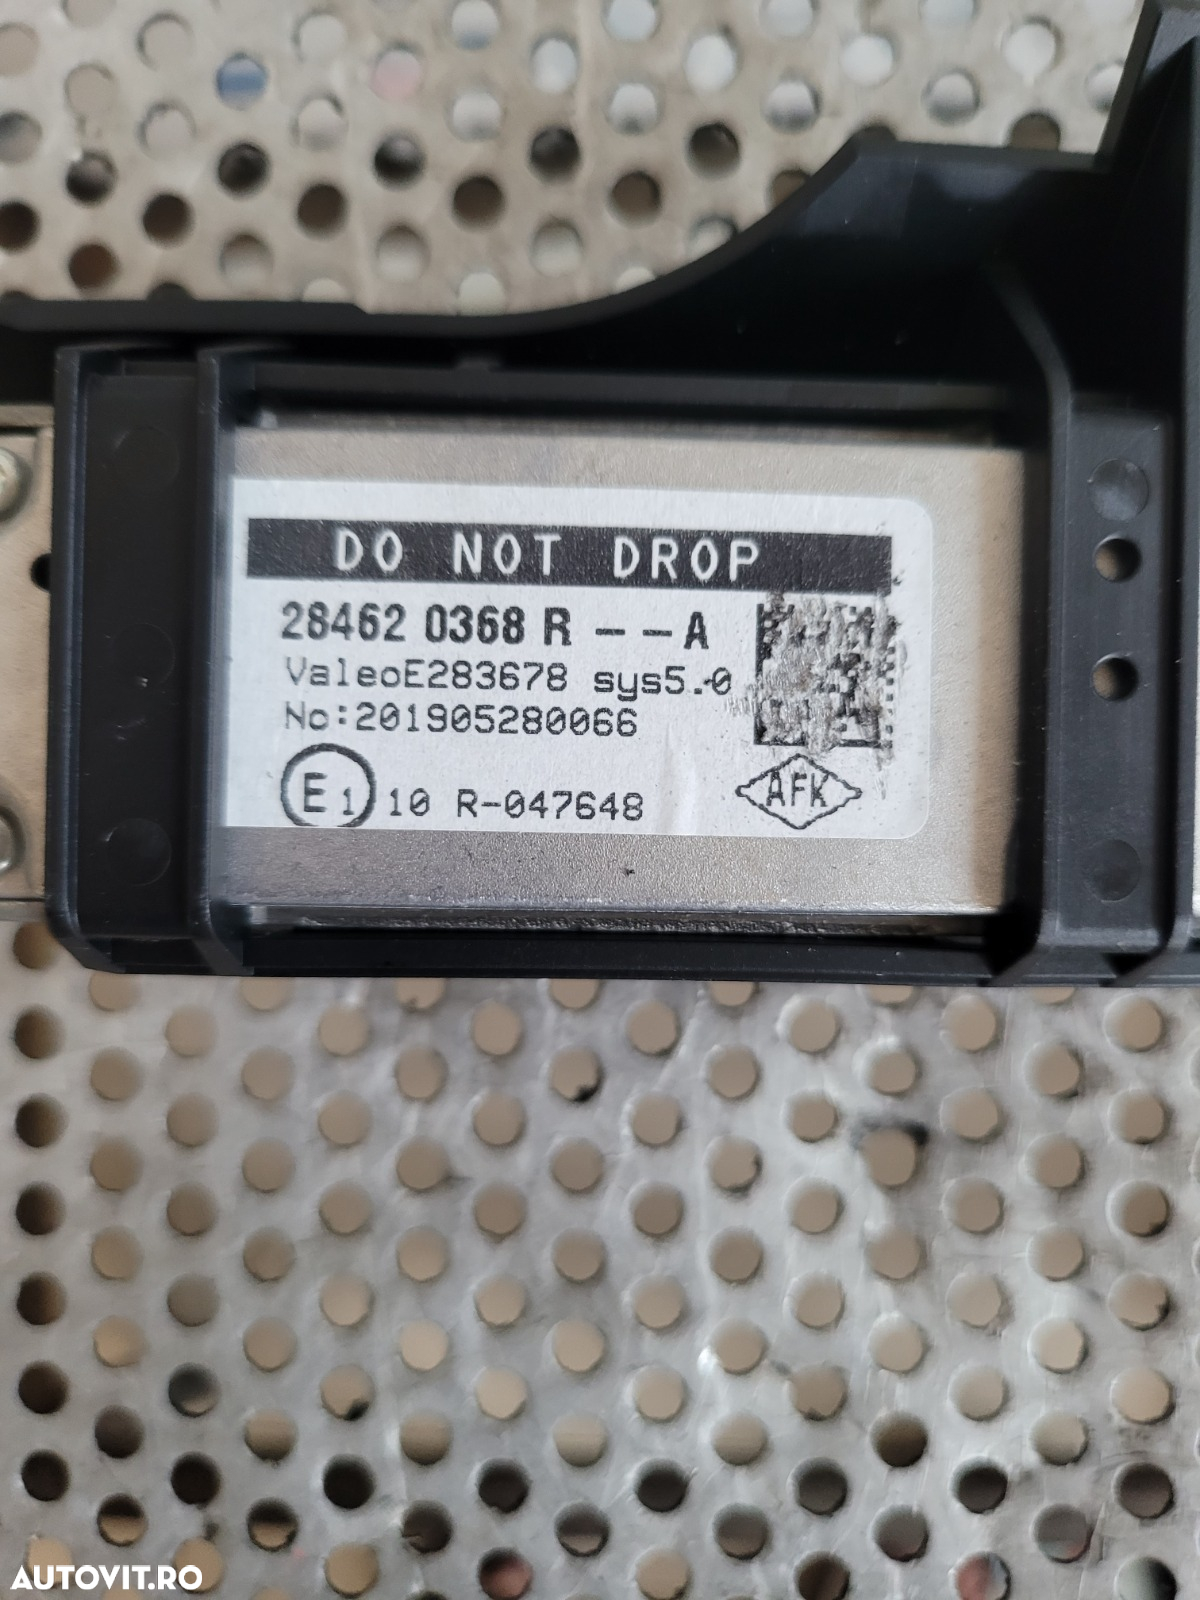 DO NOT DROP
28462 0368 R -- A
ValeoE283678 sys5.0
No:201905280066
E1 10 R-047648
AFK
AUTOVIT.RO